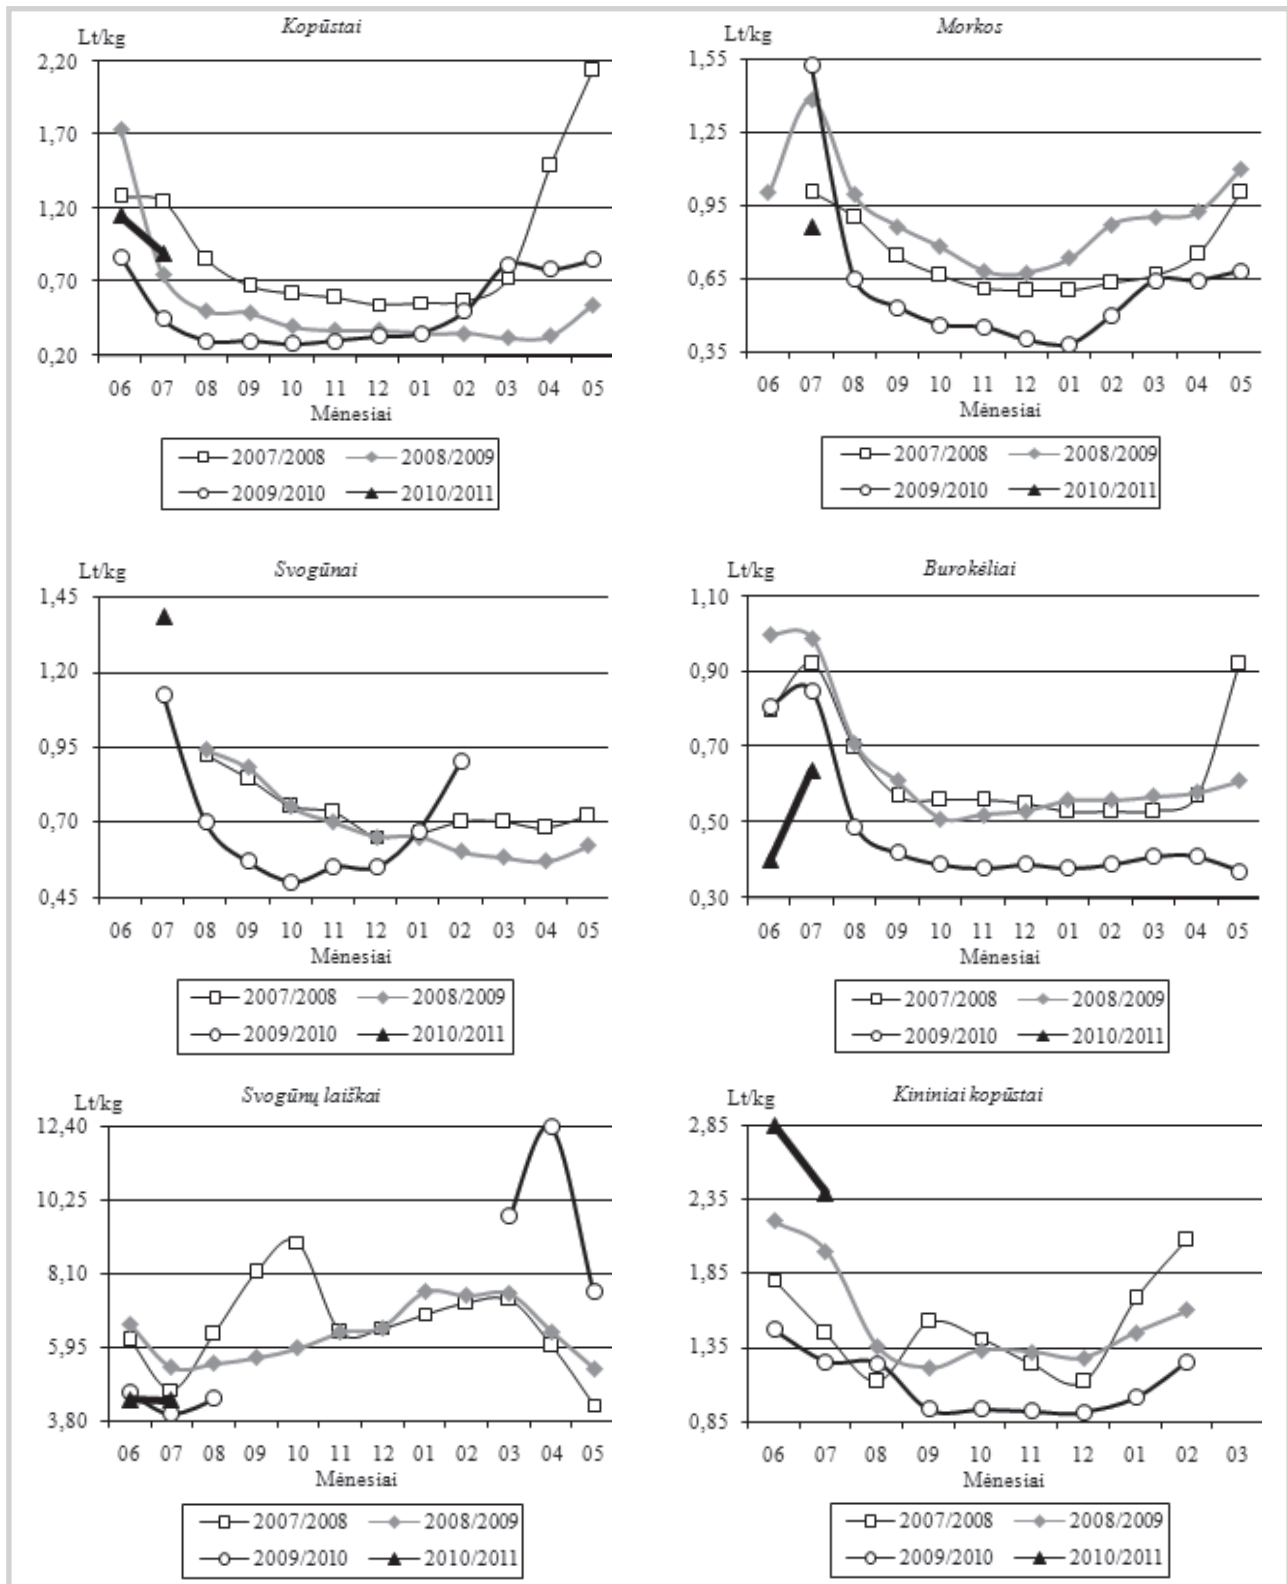 Kopūstai
Lt/kg
2,20
1,70
1,20
0,70
0,20
06 07 08 09 10 11 12 01 02 03 04 05
Mėnesiai
2007/2008 2008/2009
2009/2010 2010/2011
Morkos
Lt/kg
1,55
1,25
0,95
0,65
0,35
06 07 08 09 10 11 12 01 02 03 04 05
Mėnesiai
2007/2008 2008/2009
2009/2010 2010/2011
Svogūnai
Lt/kg
1,45
1,20
0,95
0,70
0,45
06 07 08 09 10 11 12 01 02 03 04 05
Mėnesiai
2007/2008 2008/2009
2009/2010 2010/2011
Burokėliai
Lt/kg
1,10
0,90
0,70
0,50
0,30
06 07 08 09 10 11 12 01 02 03 04 05
Mėnesiai
2007/2008 2008/2009
2009/2010 2010/2011
Svogūnų laiškai
Lt/kg
12,40
10,25
8,10
5,95
3,80
06 07 08 09 10 11 12 01 02 03 04 05
Mėnesiai
2007/2008 2008/2009
2009/2010 2010/2011
Kininiai kopūstai
Lt/kg
2,85
2,35
1,85
1,35
0,85
06 07 08 09 10 11 12 01 02 03
Mėnesiai
2007/2008 2008/2009
2009/2010 2010/2011